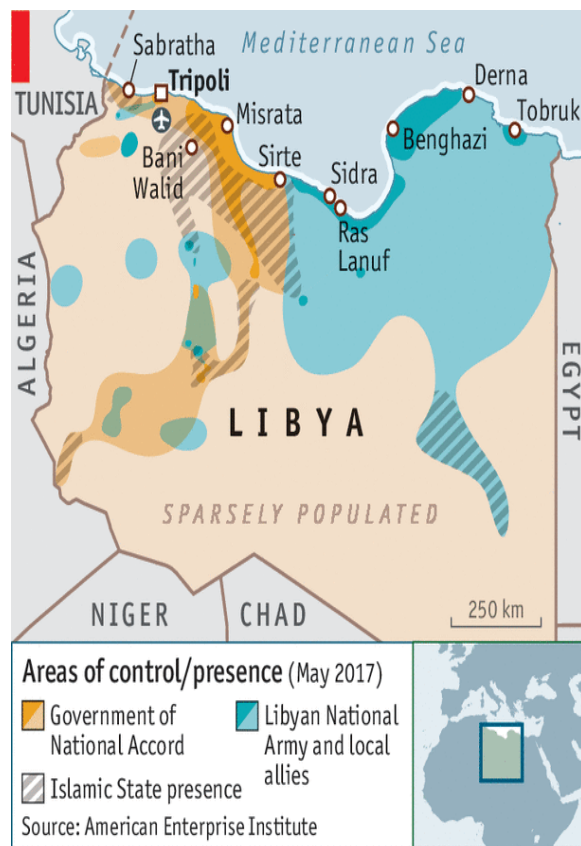 Mediterranean Sea
Sabratha
Tripoli
TUNISIA
Misrata
Derna
Tobruk
Benghazi
Bani
Walid
Sirte
Sidra
Ras
Lanuf
ALGERIA
EGYPT
LIBYA
SPARSELY POPULATED
NIGER
CHAD
250 km
Areas of control/presence (May 2017)
Government of
National Accord
Libyan National
Army and local
allies
Islamic State presence
Source: American Enterprise Institute